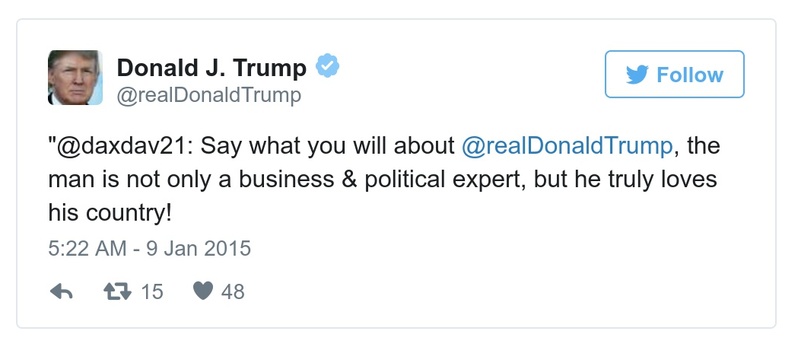 Donald J. Trump
@realDonaldTrump
Follow
"@daxdav21: Say what you will about @realDonaldTrump, the
man is not only a business & political expert, but he truly loves
his country!
5:22 AM - 9 Jan 2015
15 48